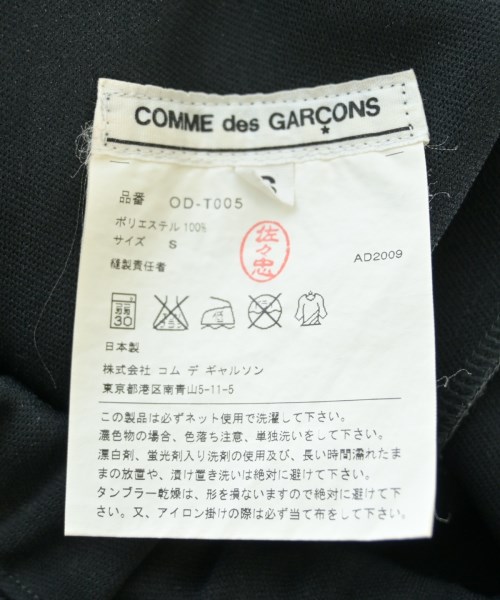 COMME des GARÇONS
S
品番 OD-T005
ポリエステル 100%
サイズ S
縫製責任者
佐々忠
AD2009
30
日本製
株式会社 コム デ ギャルソン
東京都港区南青山5-11-5
この製品は必ずネット使用で洗濯して下さい。
濃色物の場合、色落ち注意、単独洗いをして下さい。
漂白剤、蛍光剤入り洗剤の使用及び、長い時間濡れたま
まの放置や、漬け置き洗いは絶対に避けて下さい。
タンブラー乾燥は、形を損ないますので絶対に避けて下
さい。又、アイロン掛けの際は必ず当て布をして下さい。